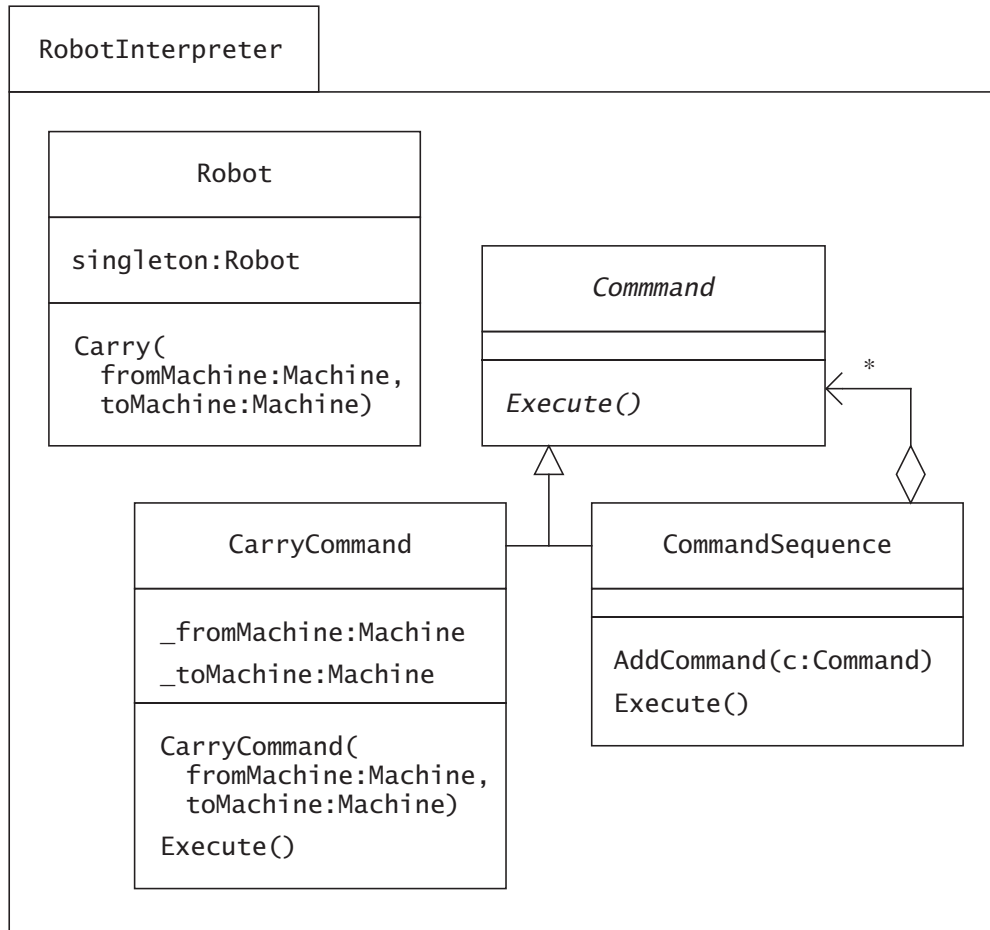 RobotInterpreter
Robot
singleton:Robot
Carry(
fromMachine:Machine,
toMachine:Machine)
Commmand
Execute()
*
CarryCommand
_fromMachine:Machine
_toMachine:Machine
CarryCommand(
fromMachine:Machine,
toMachine:Machine)
Execute()
CommandSequence
AddCommand(c:Command)
Execute()